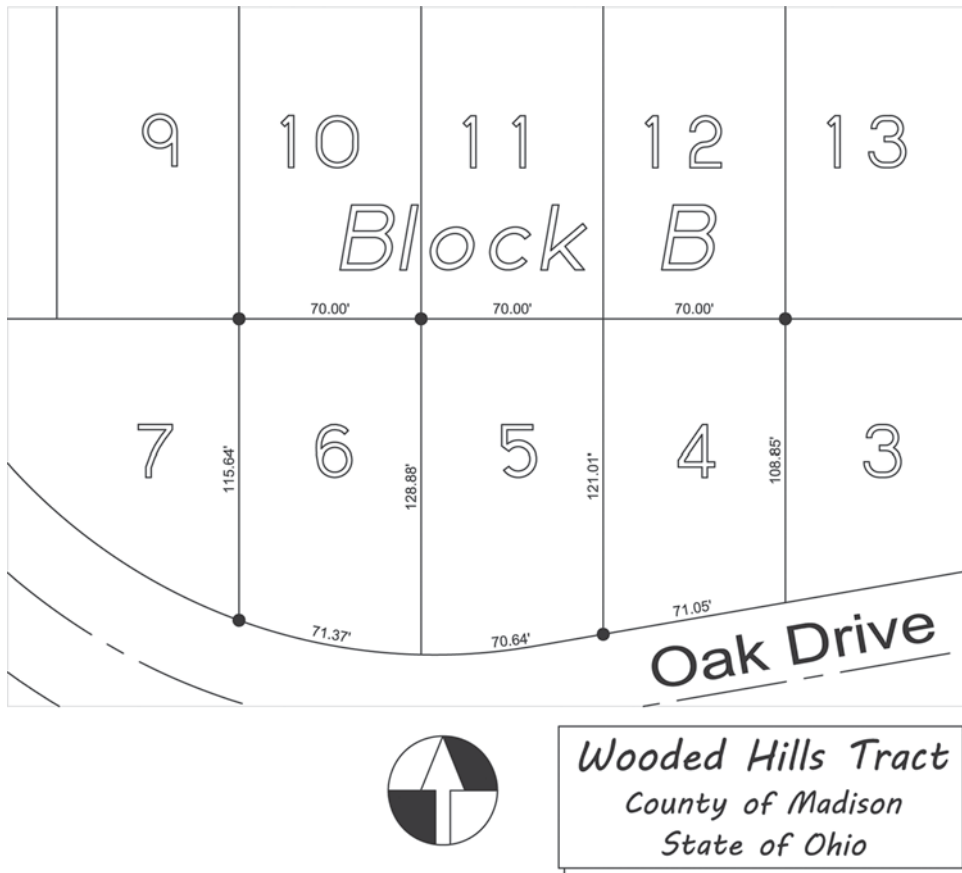 9 10 11 12 13
Block B
70.00' 70.00' 70.00'
7 6 5 4 3
115.64' 128.88' 121.01' 108.85'
71.37' 70.64' 71.05'
Oak Drive
Wooded Hills Tract
County of Madison
State of Ohio